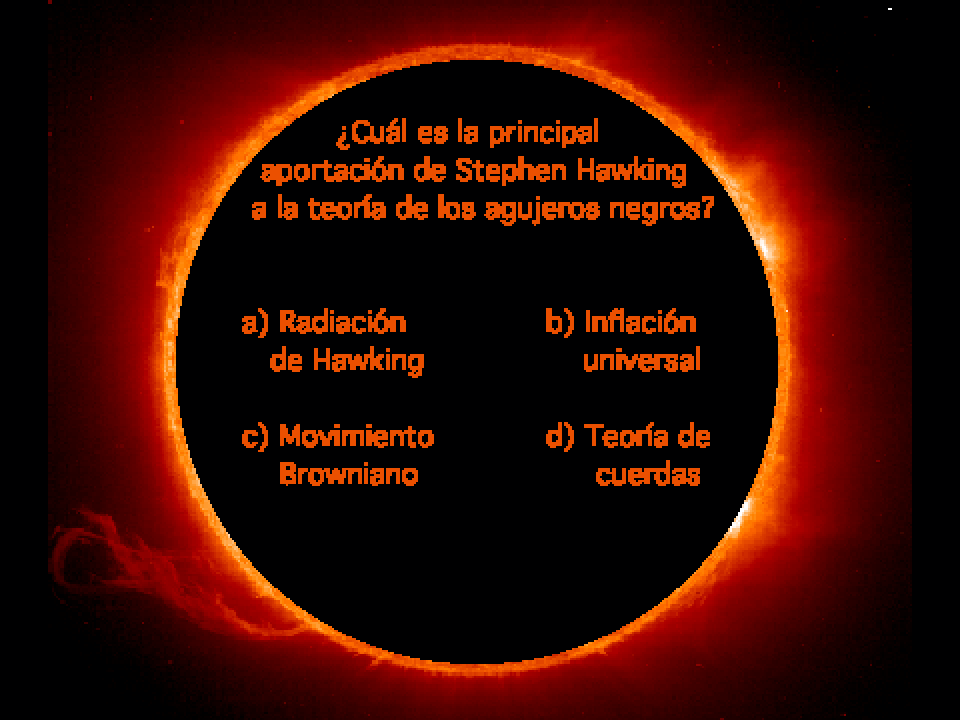 ¿Cuál es la principal
aportación de Stephen Hawking
a la teoría de los agujeros negros?
a) Radiación
de Hawking
b) Inflación
universal
c) Movimiento
Browniano
d) Teoría de
cuerdas